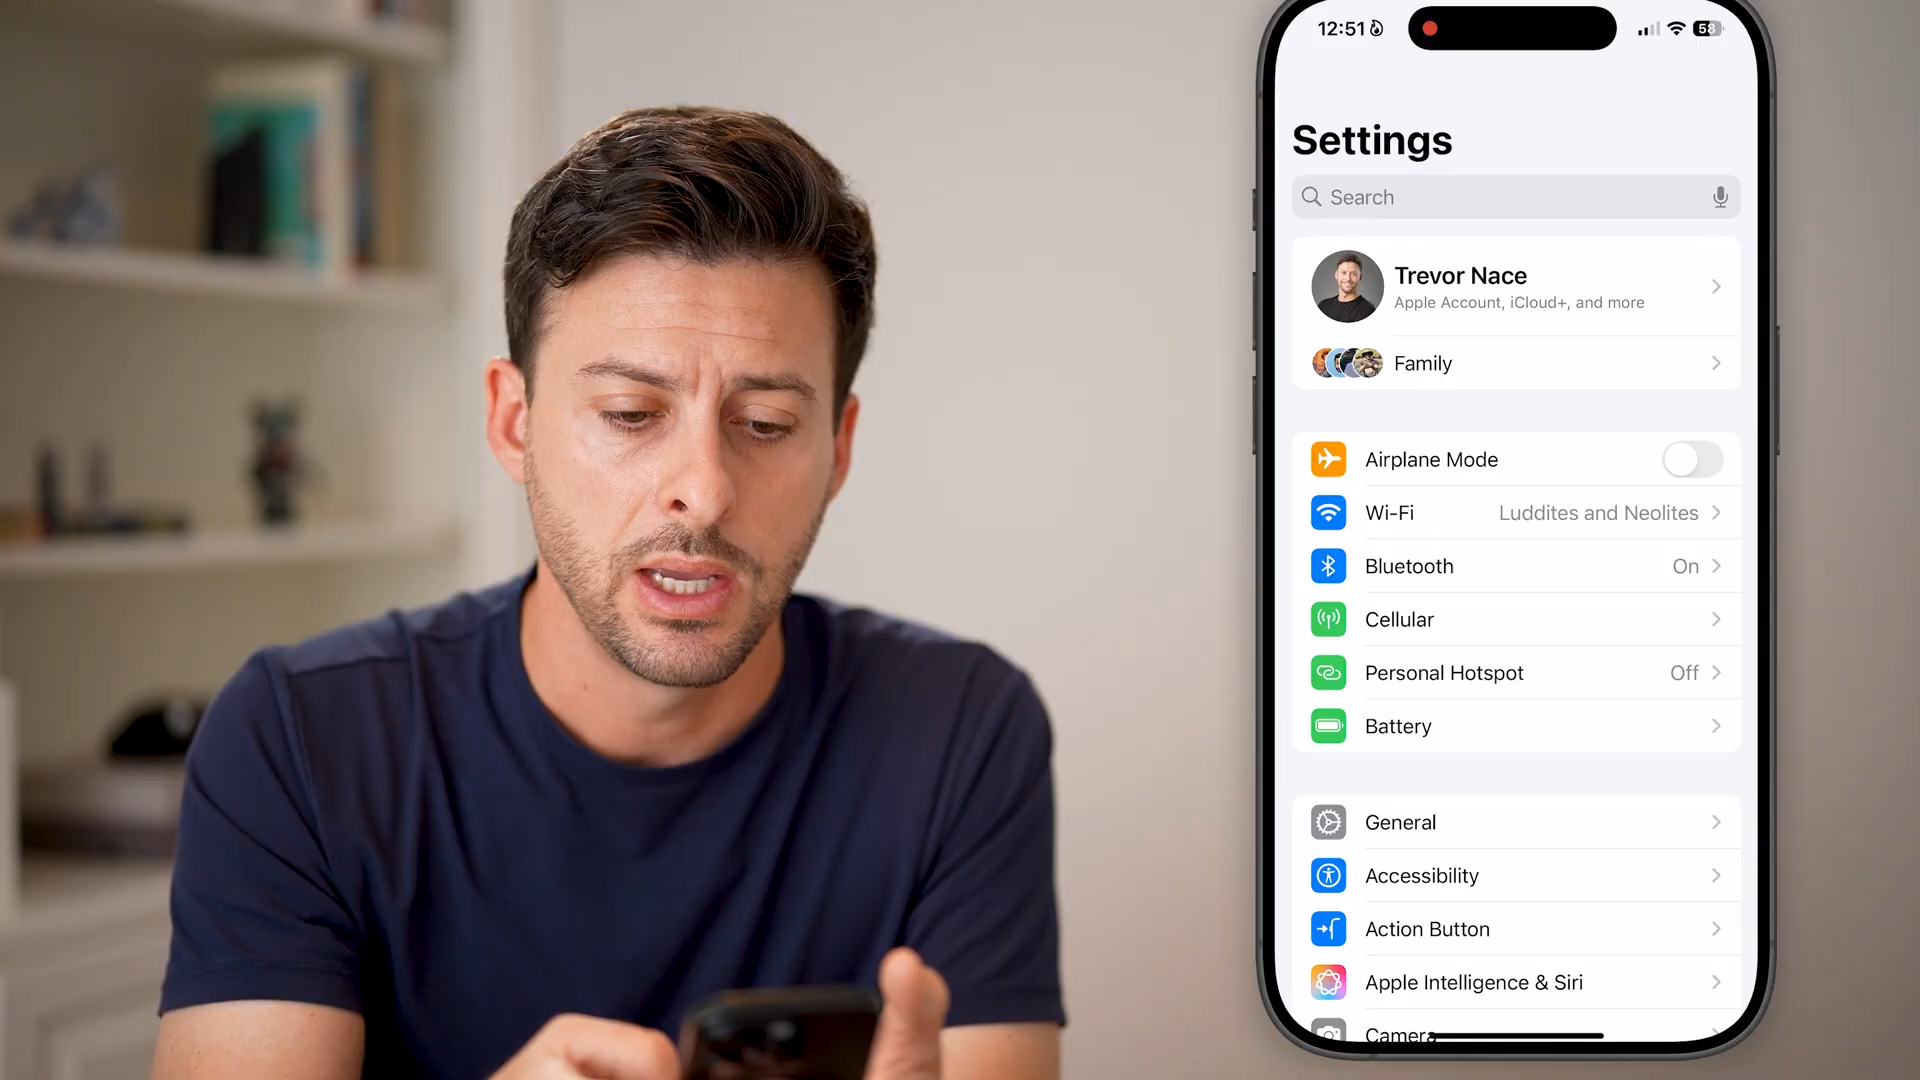 12:51
58
Settings
Search
Trevor Nace
Apple Account, iCloud+, and more
Family
Airplane Mode
Wi-Fi Luddites and Neolites
Bluetooth On
Cellular
Personal Hotspot Off
Battery
General
Accessibility
Action Button
Apple Intelligence & Siri
Camera